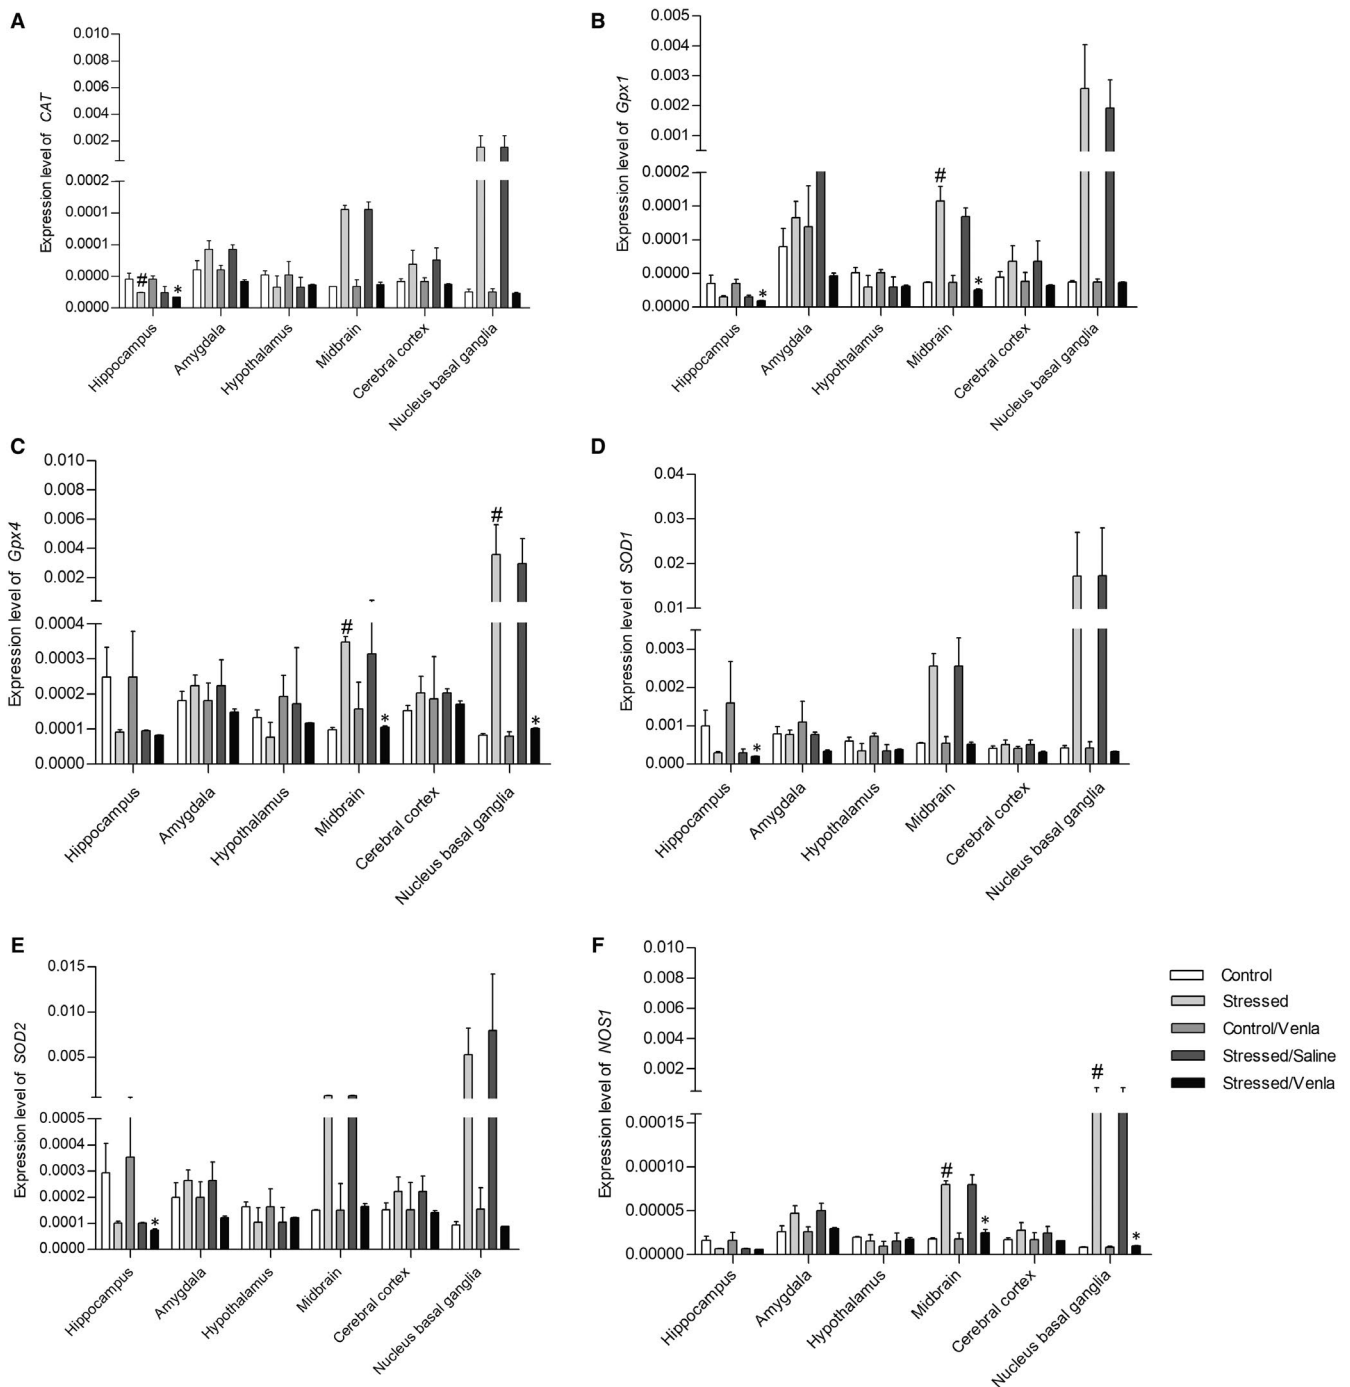 A
Expression level of CAT
0.010
0.008
0.006
0.004
0.002
0.0002
0.0001
0.0001
0.0000
0.0000
#
*
Hippocampus
Amygdala
Hypothalamus
Midbrain
Cerebral cortex
Nucleus basal ganglia
B
Expression level of Gpx1
0.005
0.004
0.003
0.002
0.001
0.0002
0.0001
0.0001
0.0000
0.0000
*
#
*
Hippocampus
Amygdala
Hypothalamus
Midbrain
Cerebral cortex
Nucleus basal ganglia
C
Expression level of Gpx4
0.010
0.008
0.006
0.004
0.002
0.0004
0.0003
0.0002
0.0001
0.0000
#
*
#
*
Hippocampus
Amygdala
Hypothalamus
Midbrain
Cerebral cortex
Nucleus basal ganglia
D
Expression level of SOD1
0.04
0.03
0.02
0.01
0.003
0.002
0.001
0.000
*
Hippocampus
Amygdala
Hypothalamus
Midbrain
Cerebral cortex
Nucleus basal ganglia
E
Expression level of SOD2
0.015
0.010
0.005
0.0005
0.0004
0.0003
0.0002
0.0001
0.0000
*
Hippocampus
Amygdala
Hypothalamus
Midbrain
Cerebral cortex
Nucleus basal ganglia
F
Expression level of NOS1
0.010
0.008
0.006
0.004
0.002
0.00015
0.00010
0.00005
0.00000
#
*
#
*
Hippocampus
Amygdala
Hypothalamus
Midbrain
Cerebral cortex
Nucleus basal ganglia
Control
Stressed
Control/Venla
Stressed/Saline
Stressed/Venla